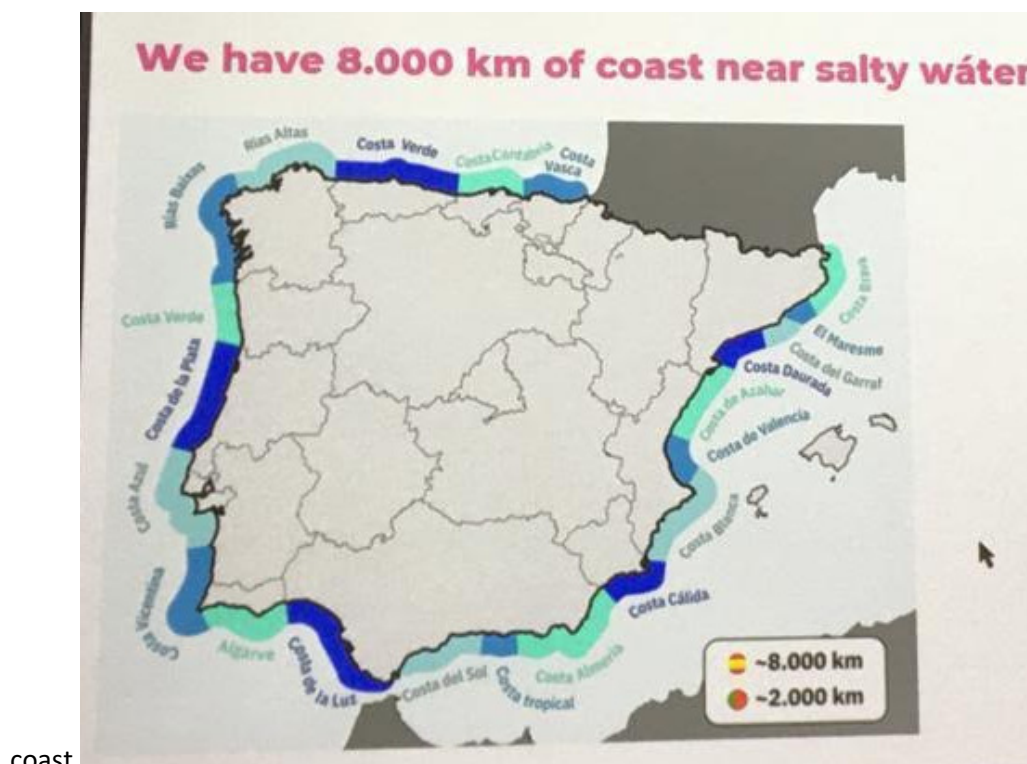 We have 8.000 km of coast near salty wáter
Rias Altas
Costa Verde
Costa Cántabria
Costa
Vasca
Rias Baixas
Costa Verde
Costa de la Plata
Costa Azul
Costa Vicentina
Algarve
Costa de la Luz
Costa del Sol
Costa tropical
Costa Almeria
Costa Cálida
Costa Blanca
Costa de Valencia
Costa de Azahar
Costa Daurada
Costa del Garraf
El Maresme
Costa Brava
~8.000 km
~2.000 km
coast